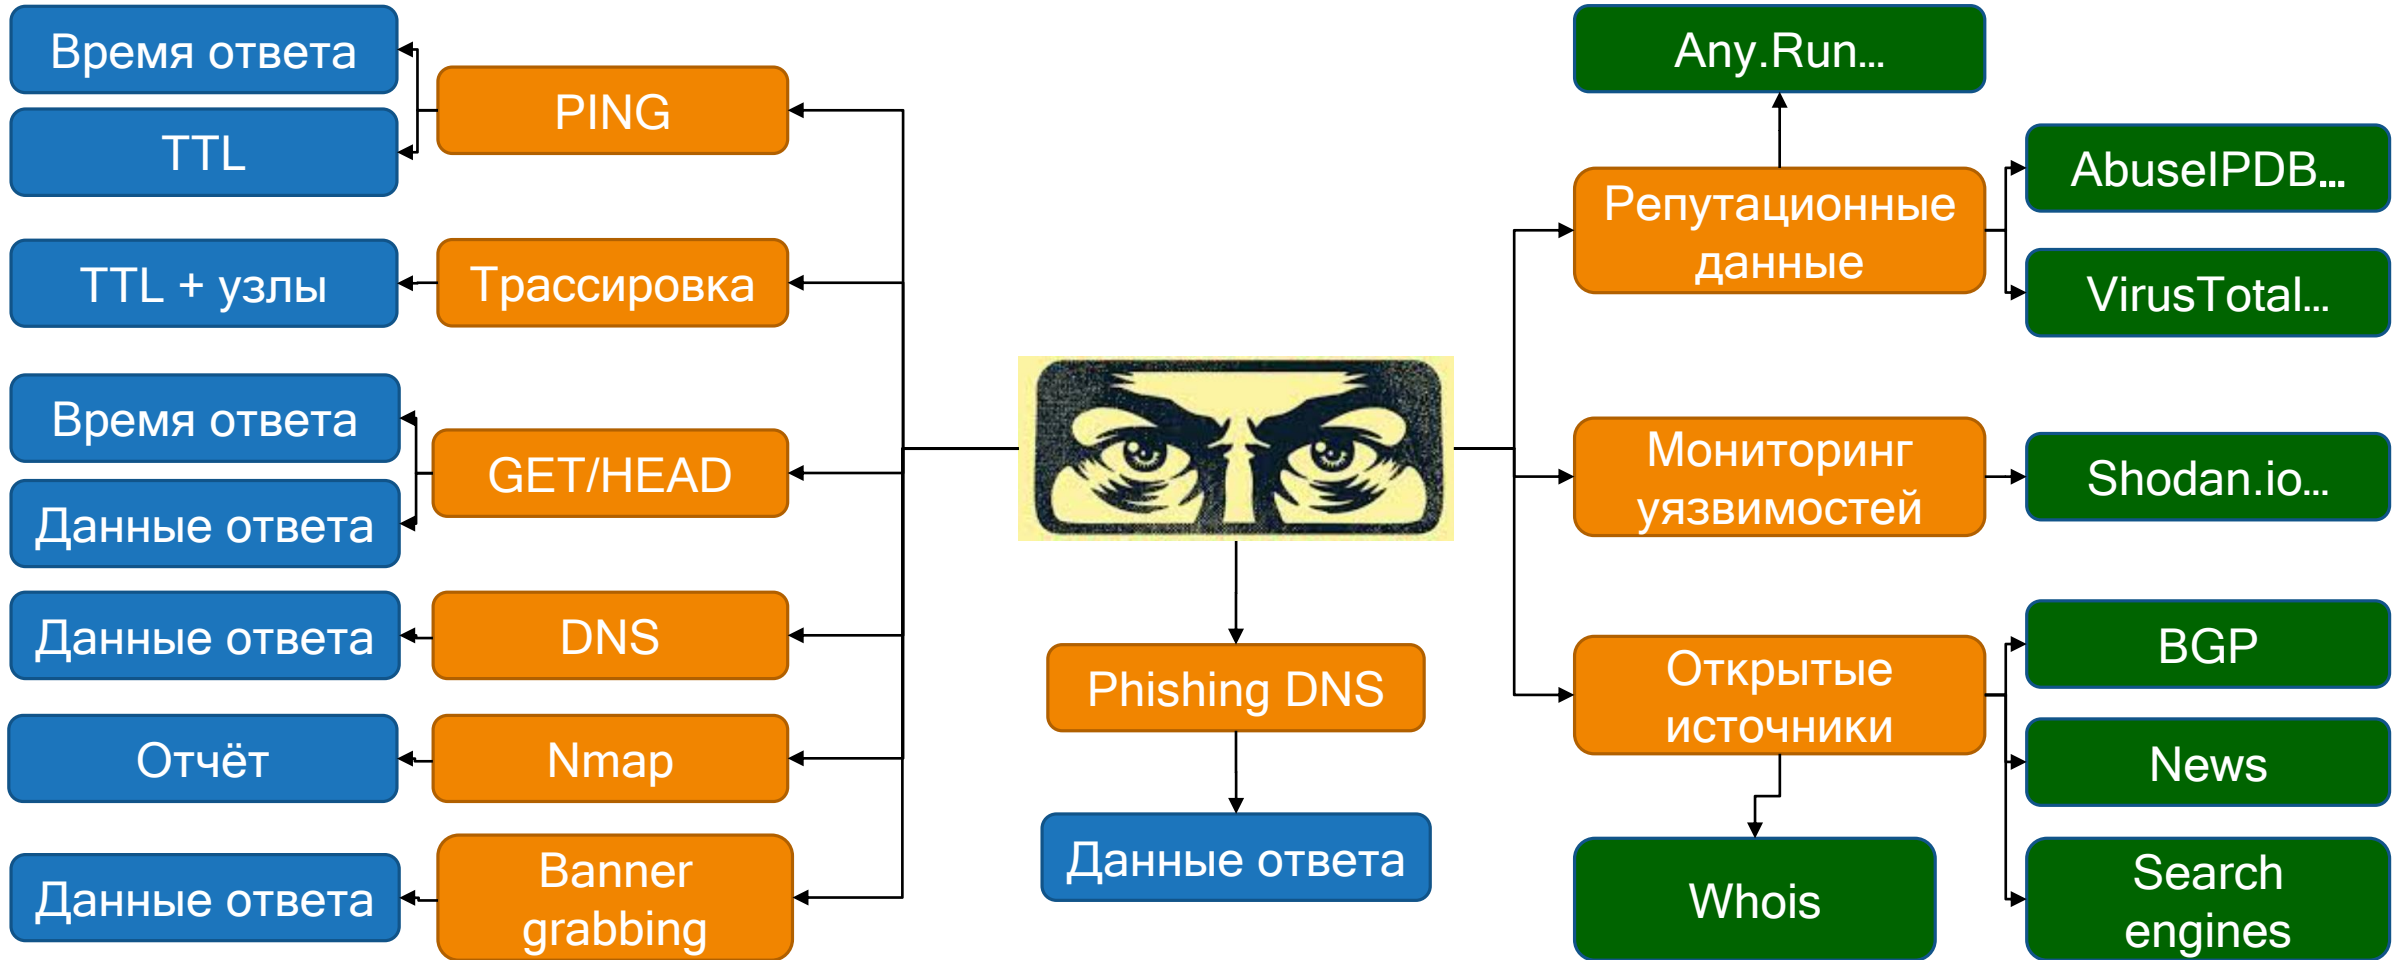 Время ответа
TTL
PING
TTL + узлы
Трассировка
Время ответа
Данные ответа
GET/HEAD
Данные ответа
DNS
Отчёт
Nmap
Данные ответа
Banner
grabbing
Phishing DNS
Данные ответа
Any.Run...
Репутационные
данные
AbuseIPDB...
VirusTotal...
Мониторинг
уязвимостей
Shodan.io...
Открытые
источники
BGP
News
Search
engines
Whois